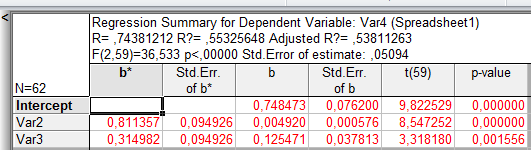 Regression Summary for Dependent Variable: Var4 (Spreadsheet1)
R= ,74381212 R?= ,55325648 Adjusted R?= ,53811263
F(2,59)=36,533 p<,00000 Std.Error of estimate: ,05094
N=62 b* Std.Err. of b* b Std.Err. of b t(59) p-value
Intercept 0,748473 0,076200 9,822529 0,000000
Var2 0,811357 0,094926 0,004920 0,000576 8,547252 0,000000
Var3 0,314982 0,094926 0,125471 0,037813 3,318180 0,001556